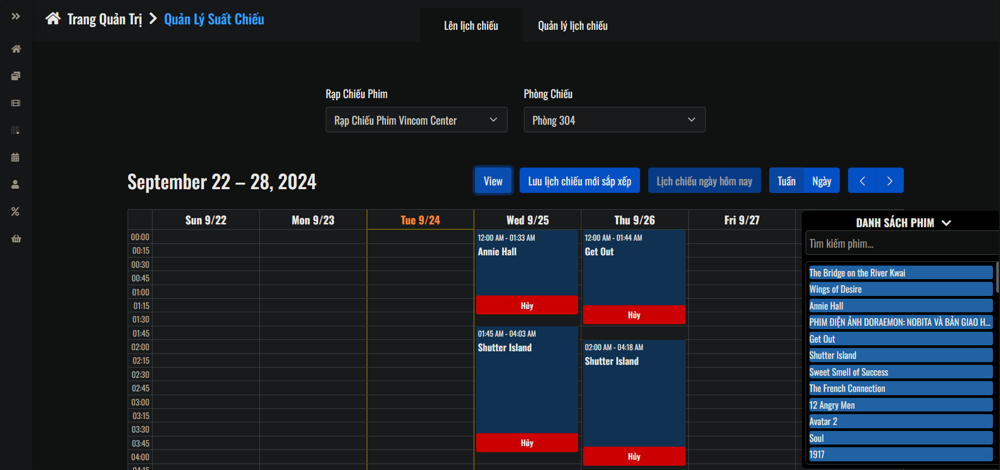 Trang Quản Trị
Quản Lý Suất Chiếu
Lên lịch chiếu
Quản lý lịch chiếu
Rạp Chiếu Phim
Phòng Chiếu
Rạp Chiếu Phim Vincom Center
Phòng 304
September 22 – 28, 2024
View
Lưu lịch chiếu mới sắp xếp
Lịch chiếu ngày hôm nay
Tuần
Ngày
Sun 9/22
Mon 9/23
Tue 9/24
Wed 9/25
Thu 9/26
Fri 9/27
00:00
00:15
00:30
00:45
01:00
01:15
01:30
01:45
02:00
02:15
02:30
02:45
03:00
03:15
03:30
03:45
04:00
04:15
12:00 AM - 01:33 AM
Annie Hall
Hủy
01:45 AM - 04:03 AM
Shutter Island
Hủy
12:00 AM - 01:44 AM
Get Out
Hủy
02:00 AM - 04:18 AM
Shutter Island
Hủy
DANH SÁCH PHIM
Tìm kiếm phim...
The Bridge on the River Kwai
Wings of Desire
Annie Hall
PHIM ĐIỆN ẢNH DORAEMON: NOBITA VÀ BẢN GIAO H...
Get Out
Shutter Island
Sweet Smell of Success
The French Connection
12 Angry Men
Avatar 2
Soul
1917